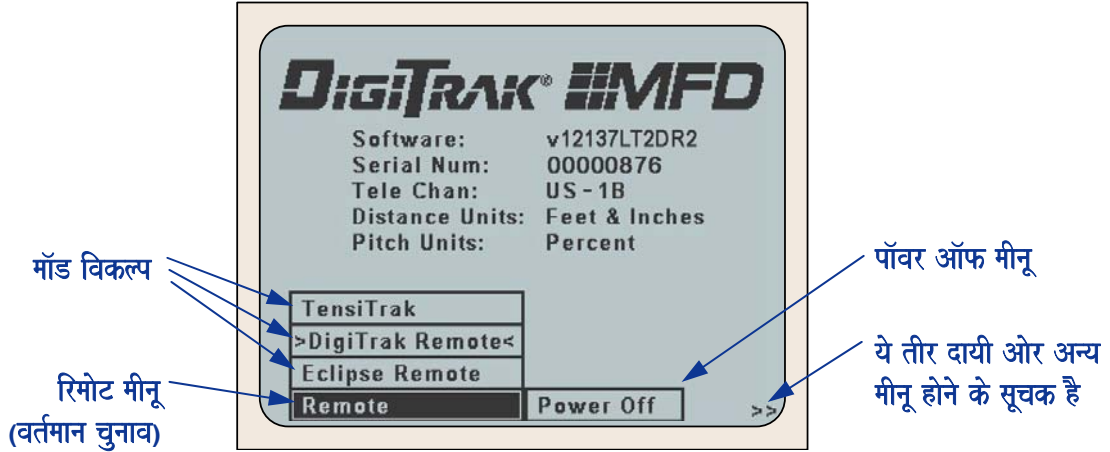 DIGITRAK® MFD
Software: v12137LT2DR2
Serial Num: 00000876
Tele Chan: US-1B
Distance Units: Feet & Inches
Pitch Units: Percent
मॉड विकल्प
पॉवर ऑफ मीनू
TensiTrak
>DigiTrak Remote<
Eclipse Remote
ये तीर दायी ओर अन्य
मीनू होने के सूचक है
रिमोट मीनू
(वर्तमान चुनाव)
Remote
Power Off
>>